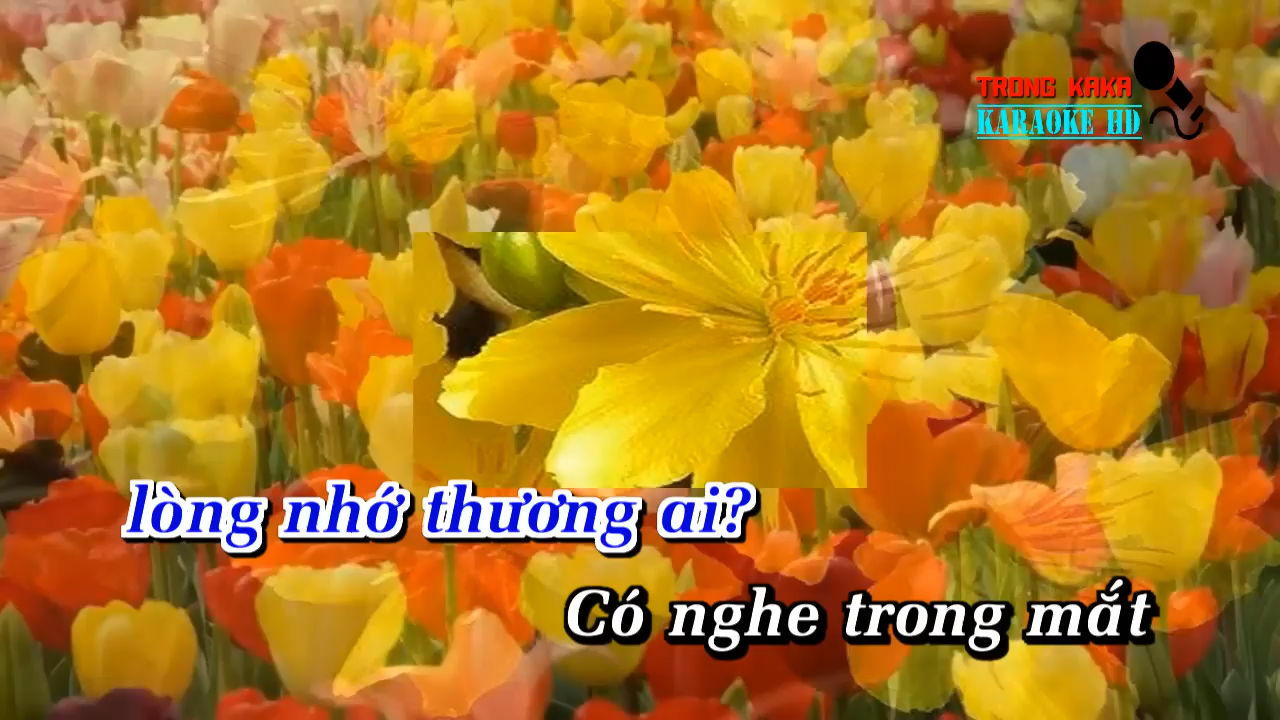 TRONG KAKA
KARAOKE HD
lòng nhớ thương ai?
Có nghe trong mắt